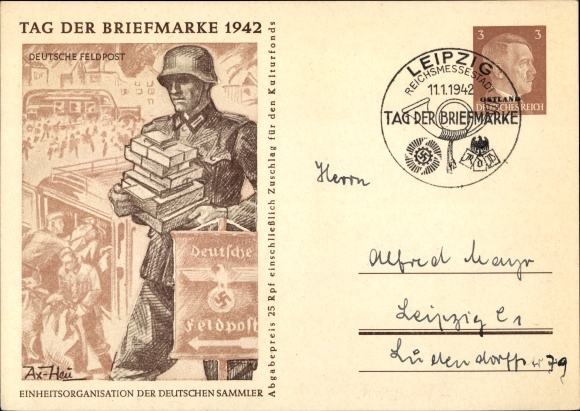 TAG DER BRIEFMARKE 1942
DEUTSCHE FELDPOST
Deutsche
Feldpost
Ax-Heu
EINHEITSORGANISATION DER DEUTSCHEN SAMMLER
Abgabepreis 25 Rpf einschließlich Zuschlag für den Kulturfonds
LEIPZIG
REICHSMESSESTADT
11.1.1942
TAG DER BRIEFMARKE
3 3
OSTLAND
DEUTSCHES REICH
Herrn
Alfred Mayr
Leipzig C1
Ludendorffstr 79